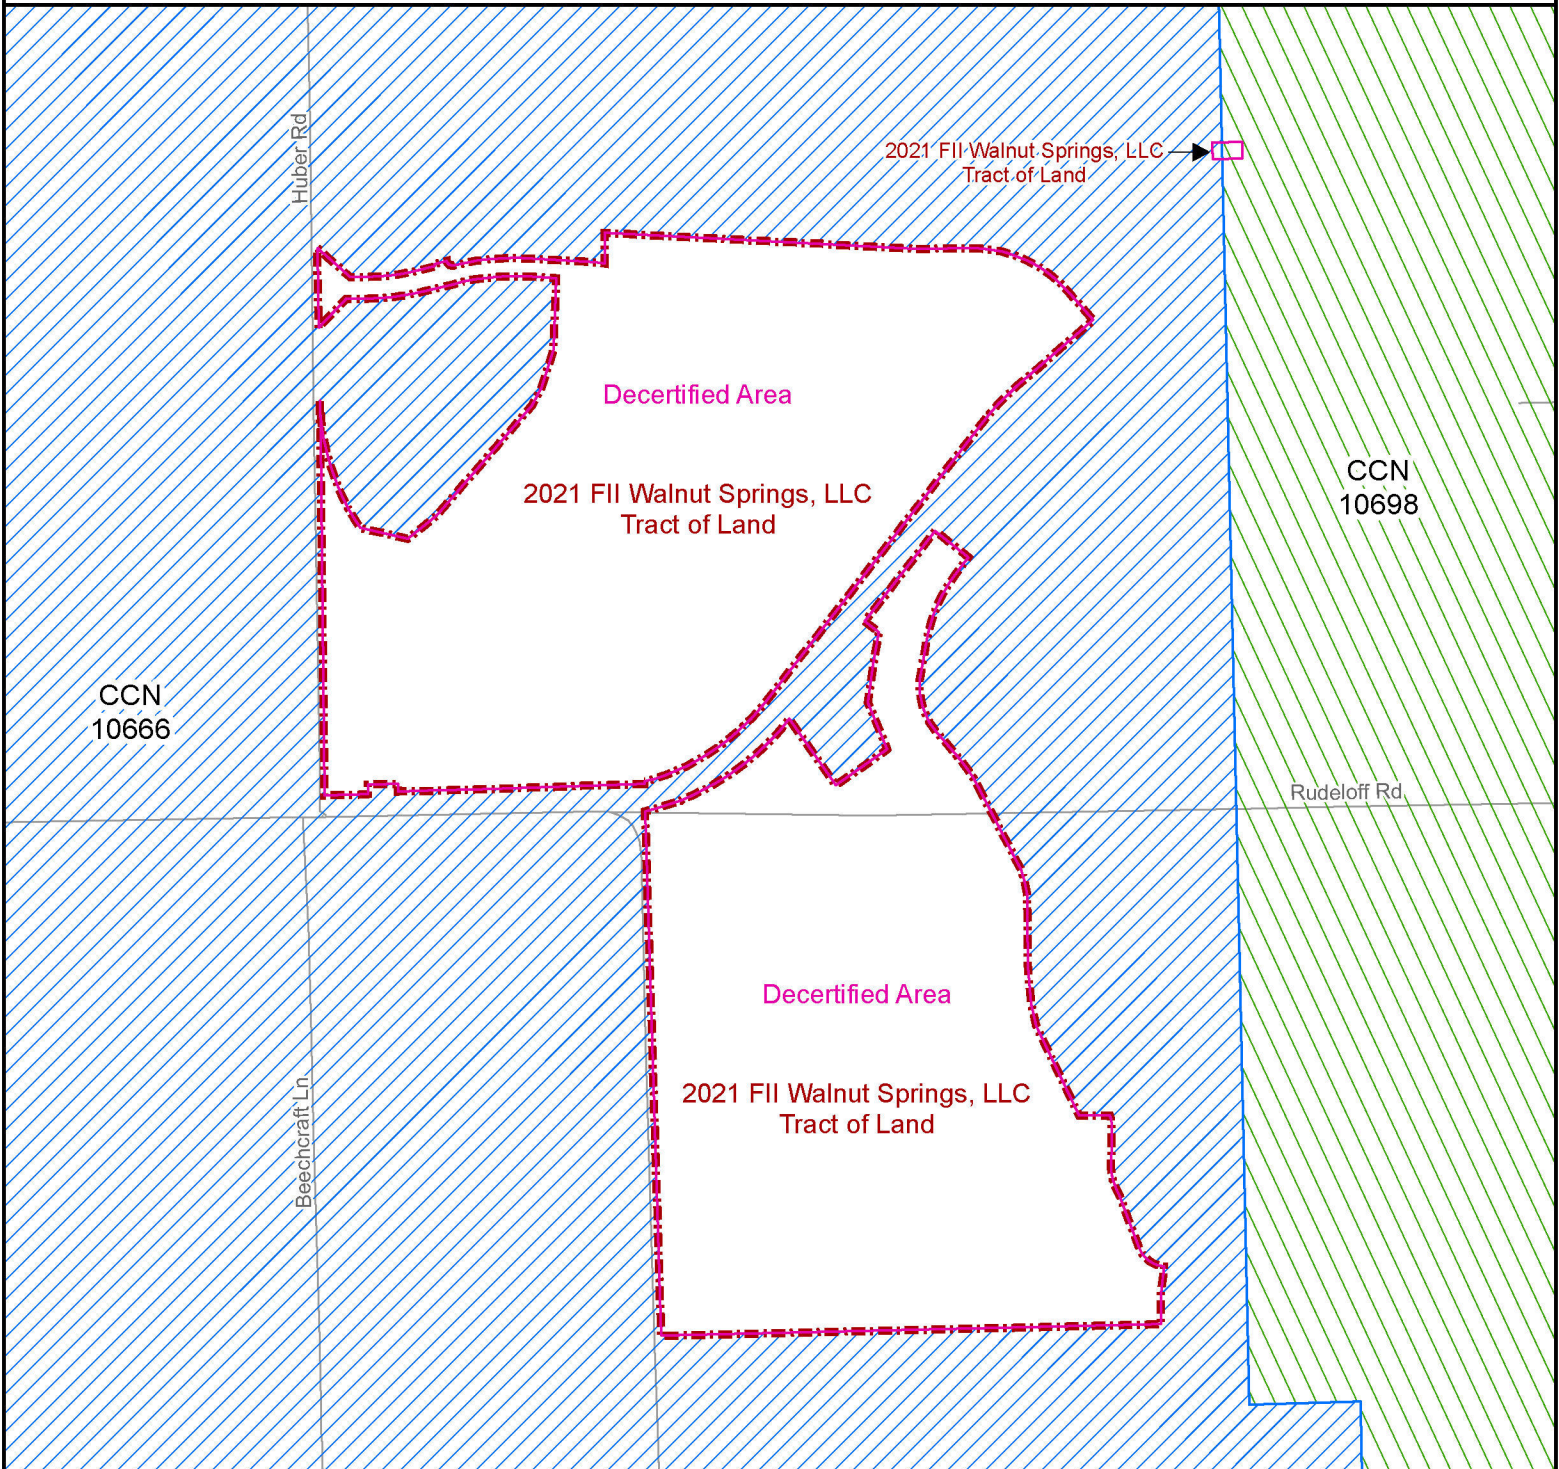 Huber Rd
2021 FII Walnut Springs, LLC
Tract of Land
Decertified Area
2021 FII Walnut Springs, LLC
Tract of Land
CCN
10698
CCN
10666
Rudeloff Rd
Decertified Area
2021 FII Walnut Springs, LLC
Tract of Land
Beechcraft Ln